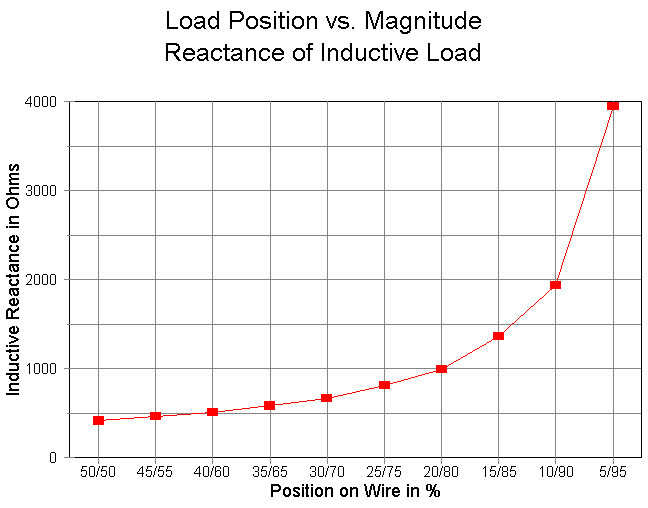 Load Position vs. Magnitude
Reactance of Inductive Load
Inductive Reactance in Ohms
4000
3000
2000
1000
0
50/50 45/55 40/60 35/65 30/70 25/75 20/80 15/85 10/90 5/95
Position on Wire in %